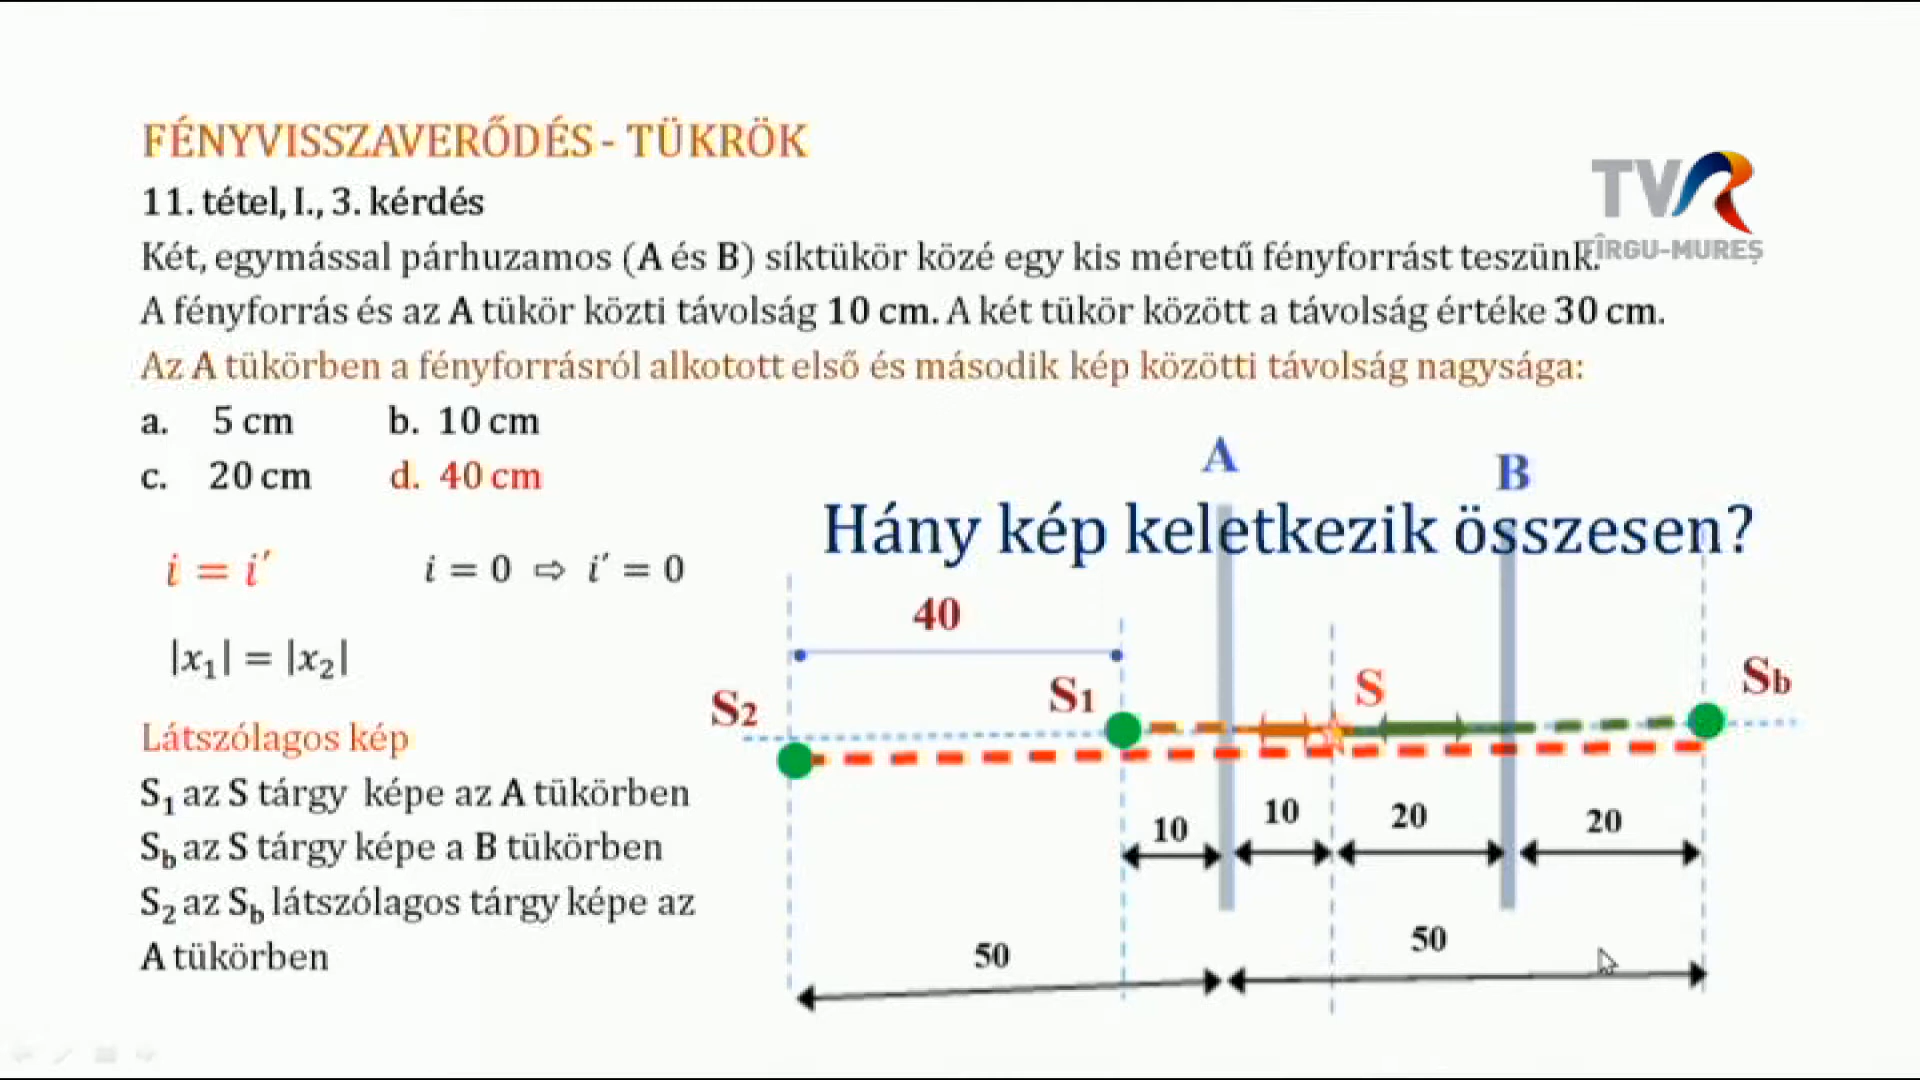 FÉNYVISSZAVERŐDÉS - TÜKRÖK
11. tétel, I., 3. kérdés
Két, egymással párhuzamos (A és B) síktükör közé egy kis méretű fényforrást teszünk.
TVR
TÎRGU-MUREȘ
A fényforrás és az A tükör közti távolság 10 cm. A két tükör között a távolság értéke 30 cm.
Az A tükörben a fényforrásról alkotott első és második kép közötti távolság nagysága:
a. 5 cm b. 10 cm
c. 20 cm d. 40 cm
A B
Hány kép keletkezik összesen?
i = i′ i = 0 ⇨ i′ = 0
40
|x₁| = |x₂|
S2 S1 S Sb
Látszólagos kép
S₁ az S tárgy képe az A tükörben
S_b az S tárgy képe a B tükörben
S₂ az S_b látszólagos tárgy képe az
A tükörben
10 10 20 20
50 50